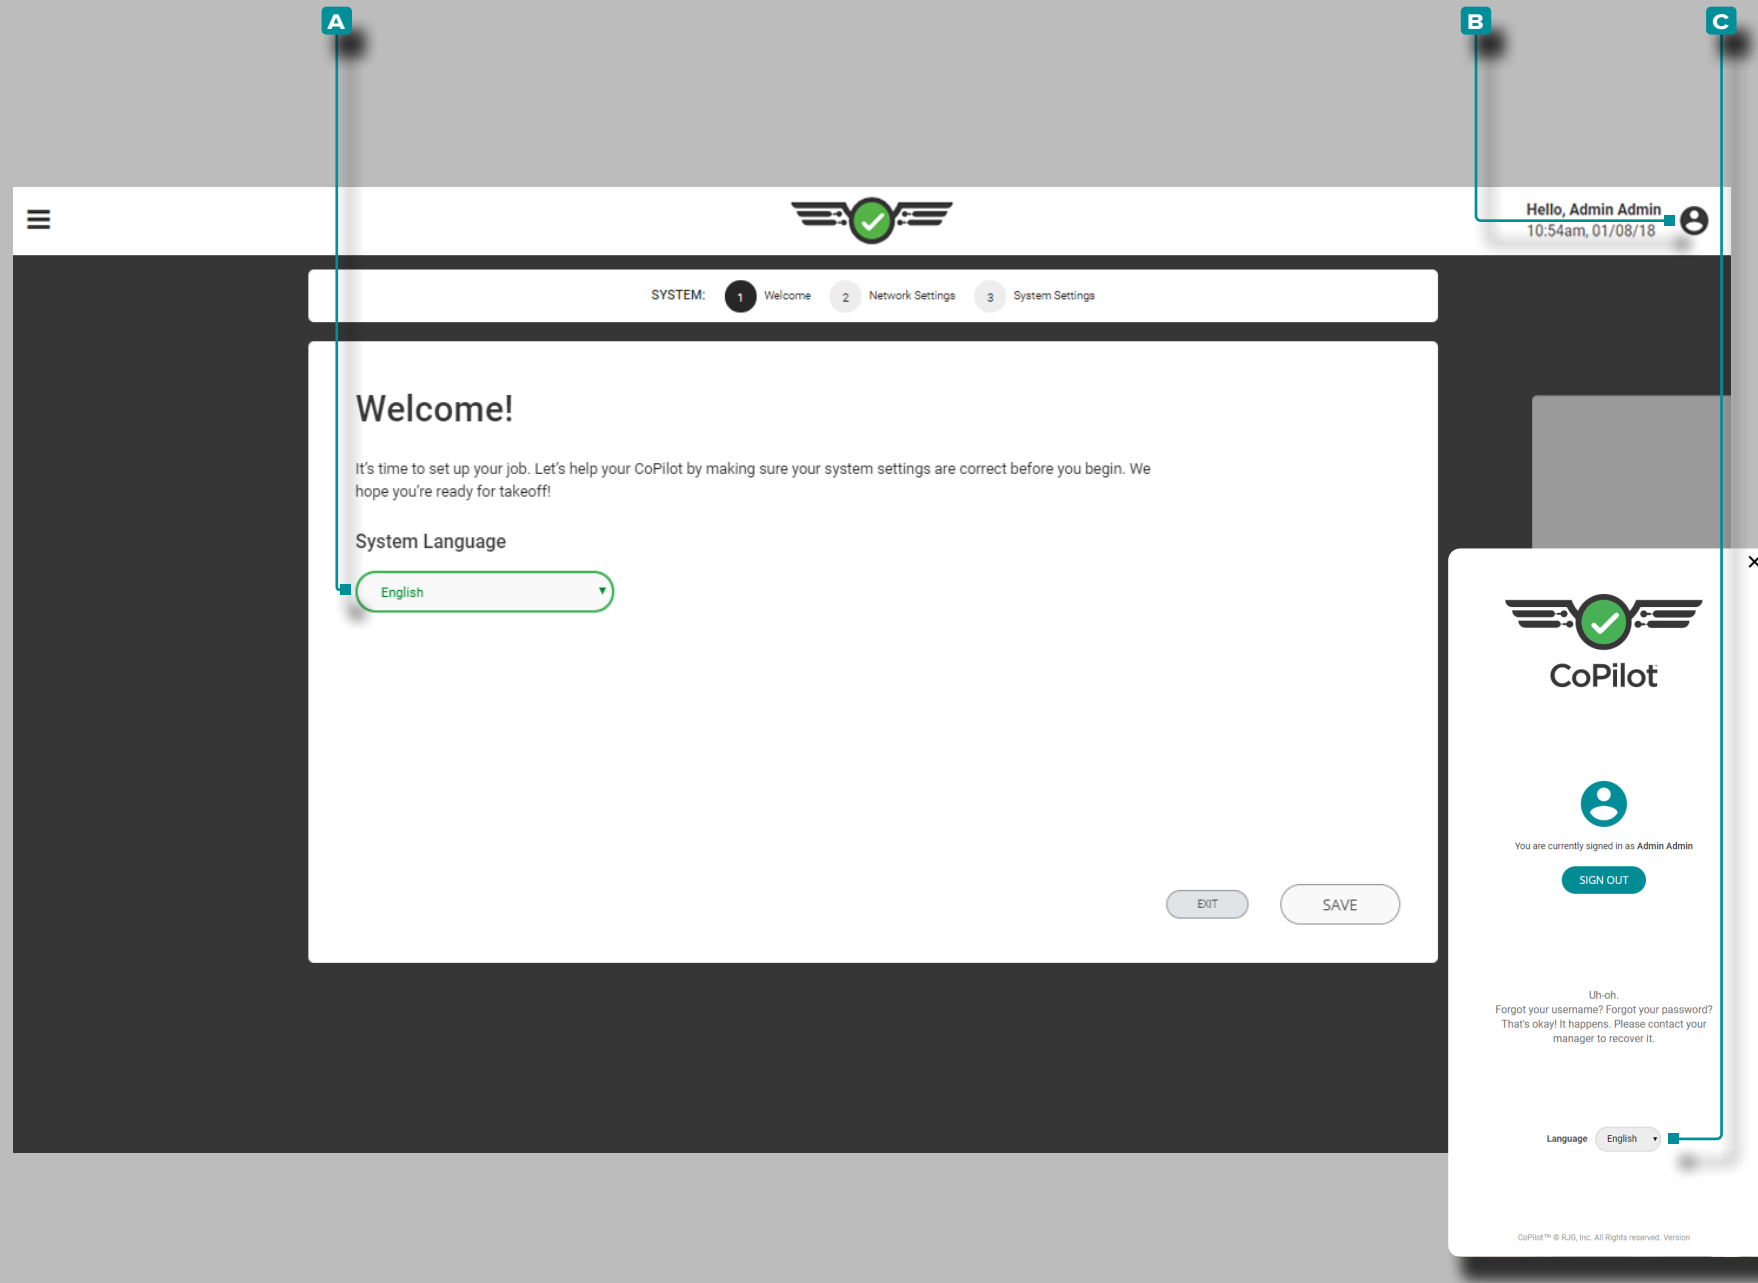 A
B
C
Hello, Admin Admin
10:54am, 01/08/18
SYSTEM: 1 Welcome 2 Network Settings 3 System Settings
Welcome!
It's time to set up your job. Let's help your CoPilot by making sure your system settings are correct before you begin. We
hope you're ready for takeoff!
System Language
English
EXIT
SAVE
CoPilot
You are currently signed in as Admin Admin
SIGN OUT
Uh-oh.
Forgot your username? Forgot your password?
That's okay! It happens. Please contact your
manager to recover it.
Language English
CoPilot™ © RJG, Inc. All Rights reserved. Version